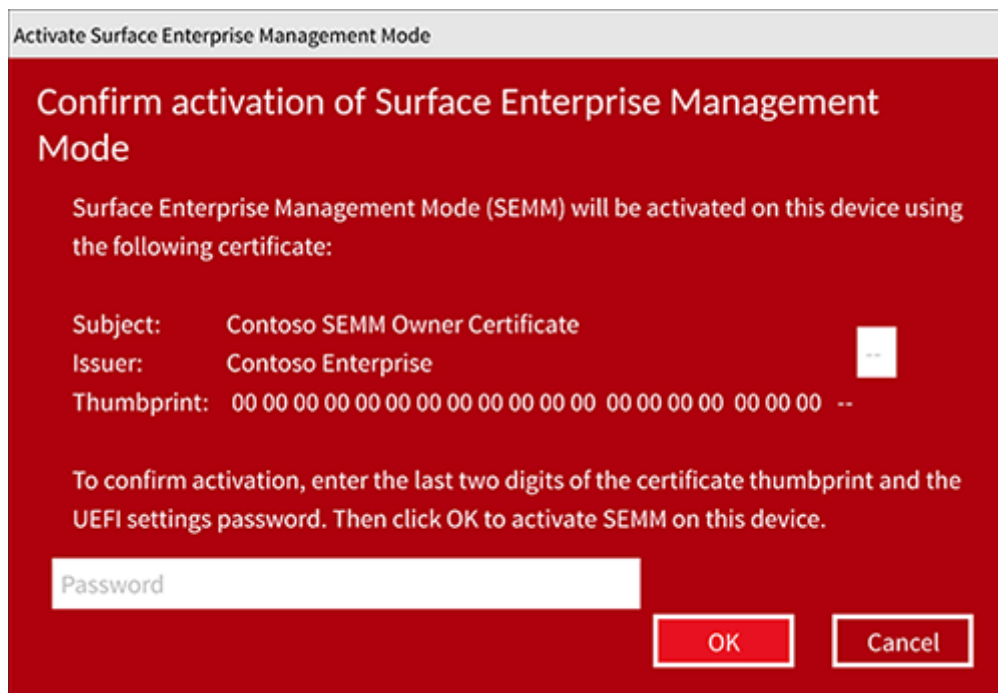 Activate Surface Enterprise Management Mode
Confirm activation of Surface Enterprise Management
Mode
Surface Enterprise Management Mode (SEMM) will be activated on this device using
the following certificate:
Subject: Contoso SEMM Owner Certificate
--
Issuer: Contoso Enterprise
Thumbprint: 00 00 00 00 00 00 00 00 00 00 00 00 00 00 00 00 00 00 00 --
To confirm activation, enter the last two digits of the certificate thumbprint and the
UEFI settings password. Then click OK to activate SEMM on this device.
Password
OK Cancel